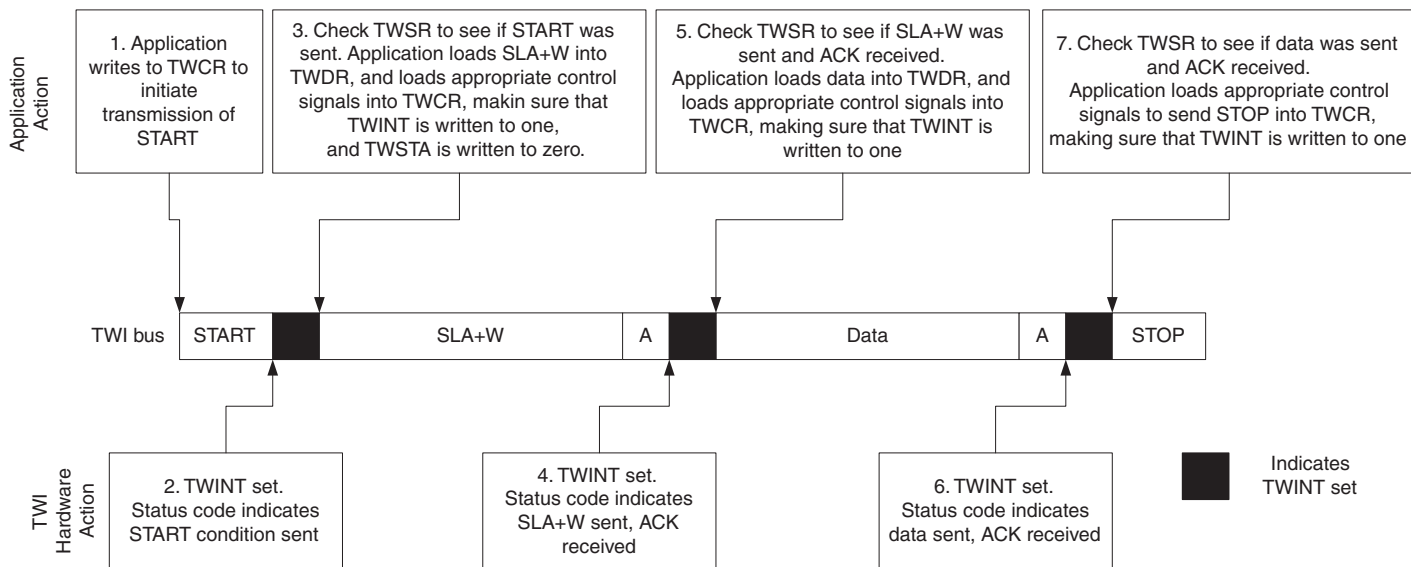 Application
Action
1. Application
writes to TWCR to
initiate
transmission of
START
3. Check TWSR to see if START was
sent. Application loads SLA+W into
TWDR, and loads appropriate control
signals into TWCR, makin sure that
TWINT is written to one,
and TWSTA is written to zero.
5. Check TWSR to see if SLA+W was
sent and ACK received.
Application loads data into TWDR, and
loads appropriate control signals into
TWCR, making sure that TWINT is
written to one
7. Check TWSR to see if data was sent
and ACK received.
Application loads appropriate control
signals to send STOP into TWCR,
making sure that TWINT is written to one
TWI bus
START
SLA+W
A
Data
A
STOP
TWI
Hardware
Action
2. TWINT set.
Status code indicates
START condition sent
4. TWINT set.
Status code indicates
SLA+W sent, ACK
received
6. TWINT set.
Status code indicates
data sent, ACK received
Indicates
TWINT set